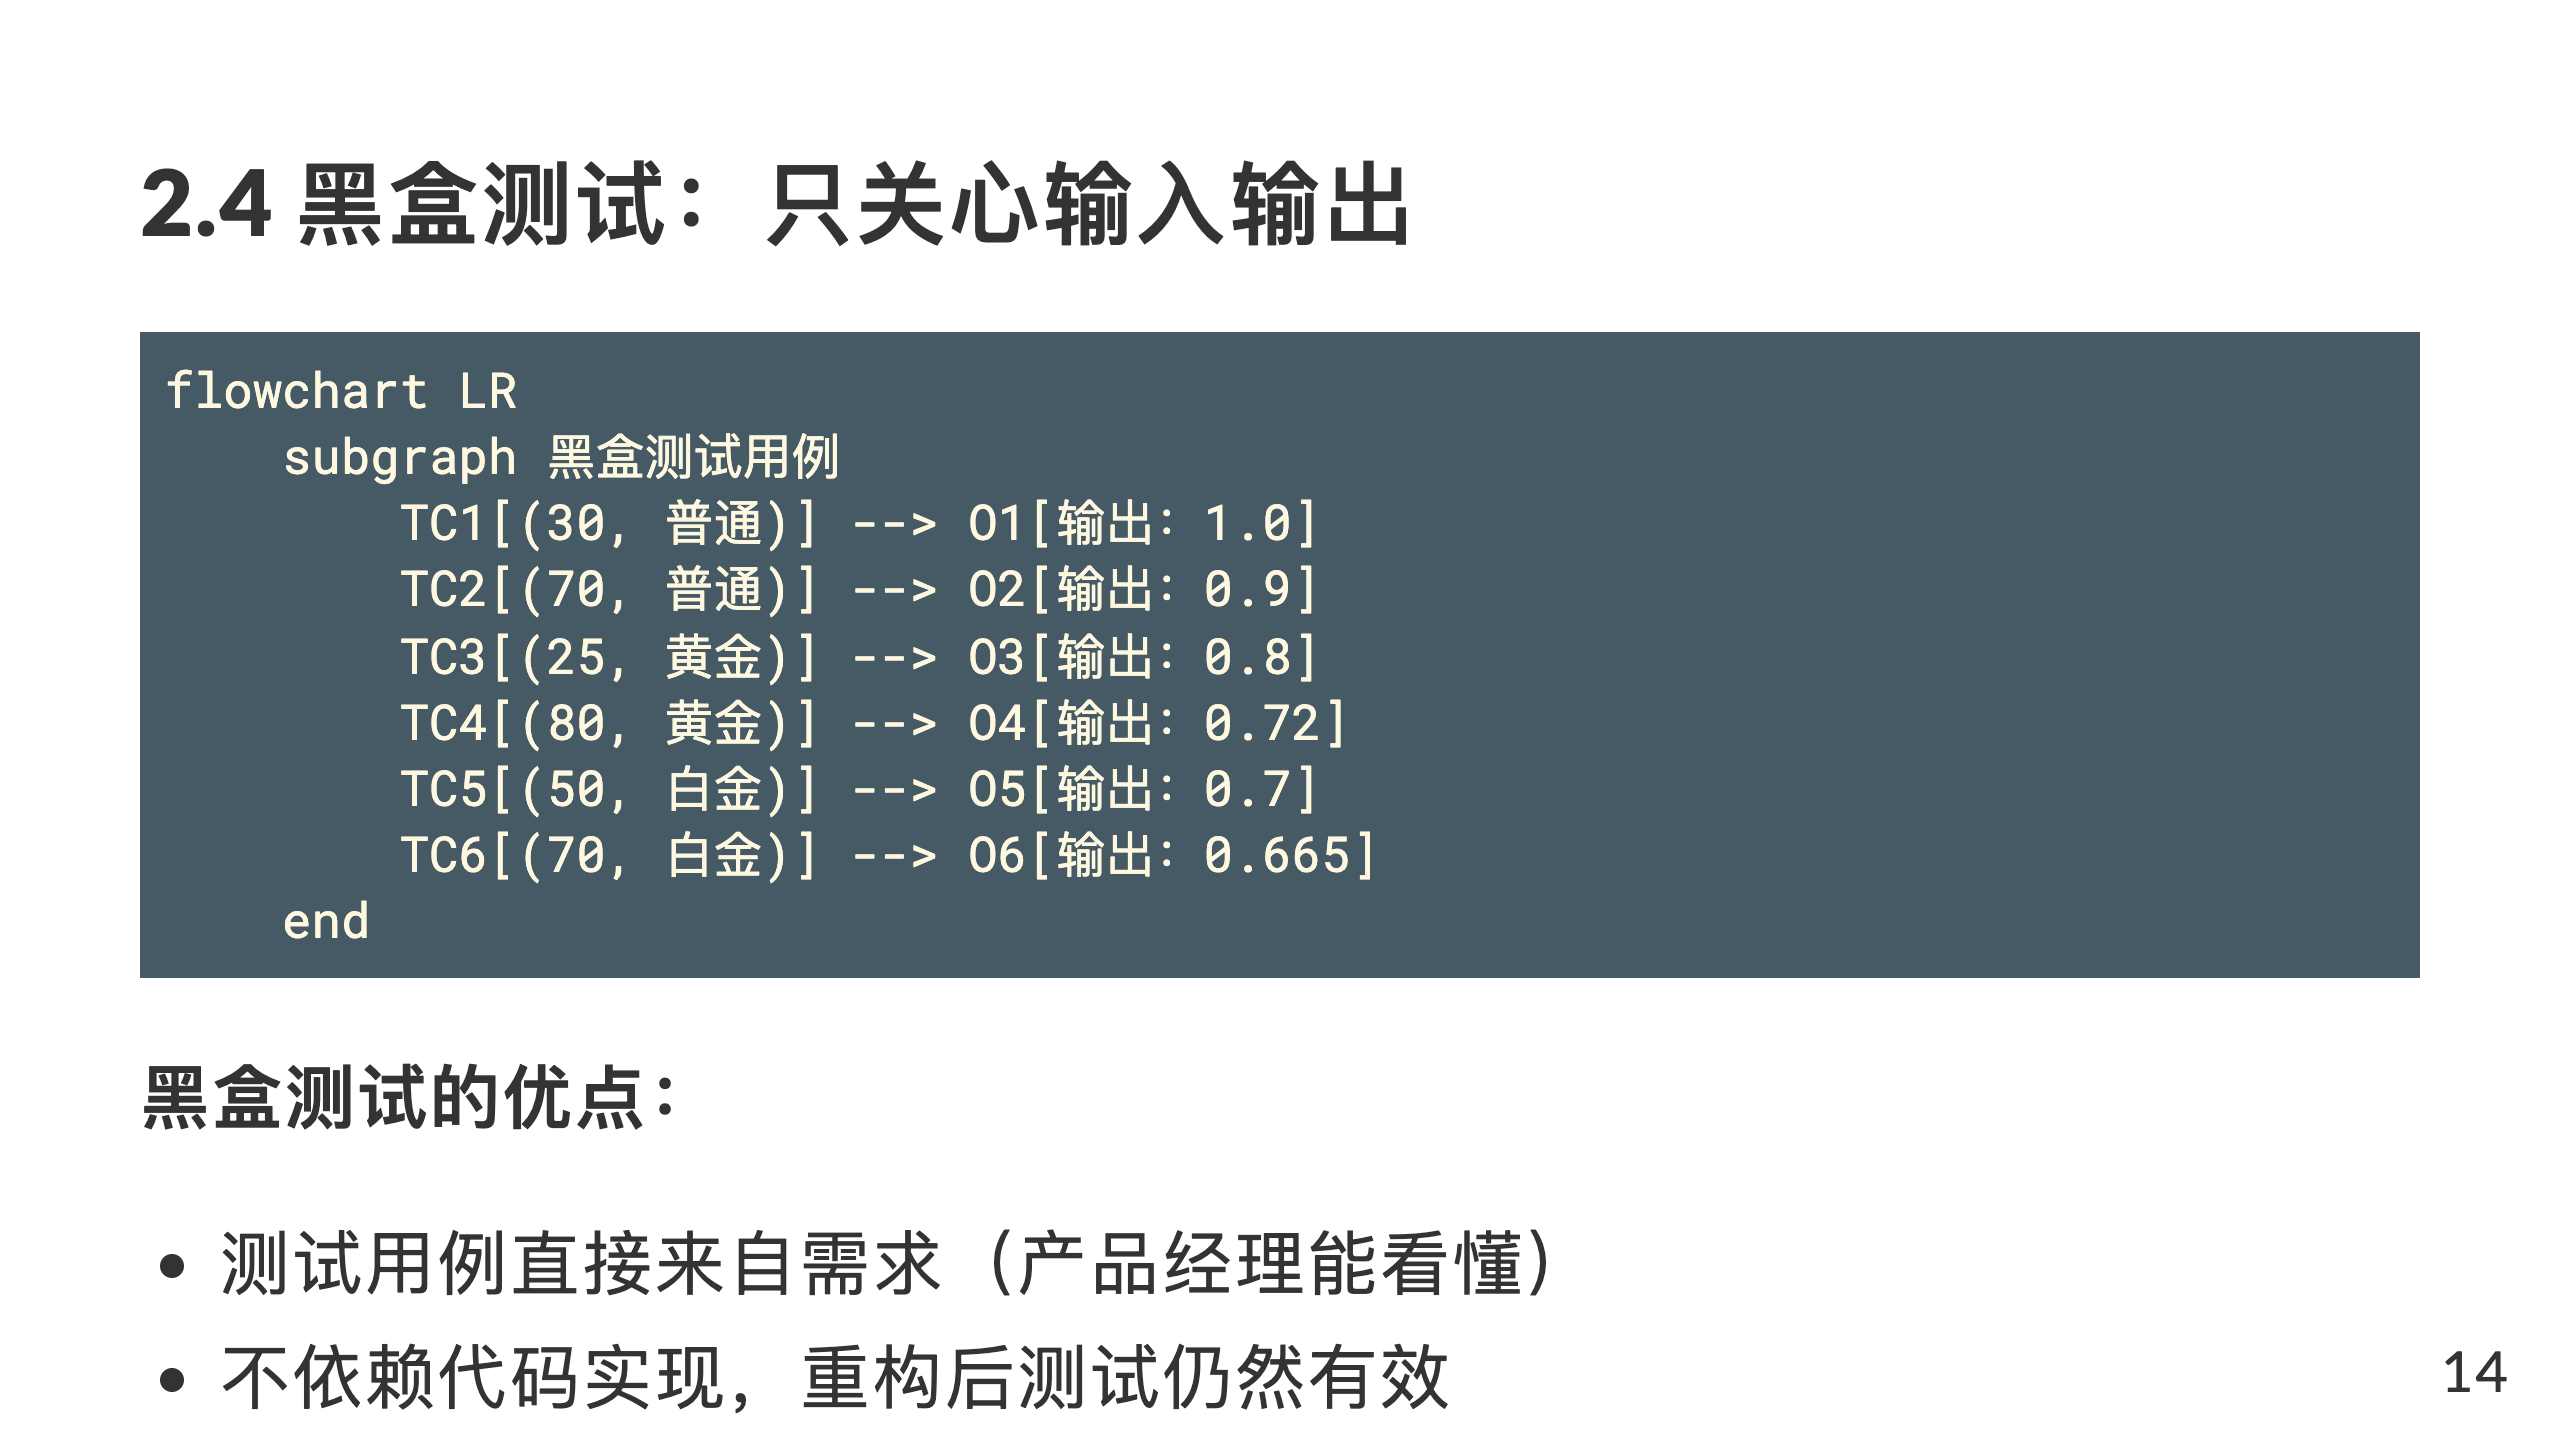 2.4 黑盒测试：只关心输入输出
flowchart LR
    subgraph 黑盒测试用例
        TC1[(30, 普通)] --> O1[输出：1.0]
        TC2[(70, 普通)] --> O2[输出：0.9]
        TC3[(25, 黄金)] --> O3[输出：0.8]
        TC4[(80, 黄金)] --> O4[输出：0.72]
        TC5[(50, 白金)] --> O5[输出：0.7]
        TC6[(70, 白金)] --> O6[输出：0.665]
    end
黑盒测试的优点：
• 测试用例直接来自需求（产品经理能看懂）
• 不依赖代码实现，重构后测试仍然有效
14